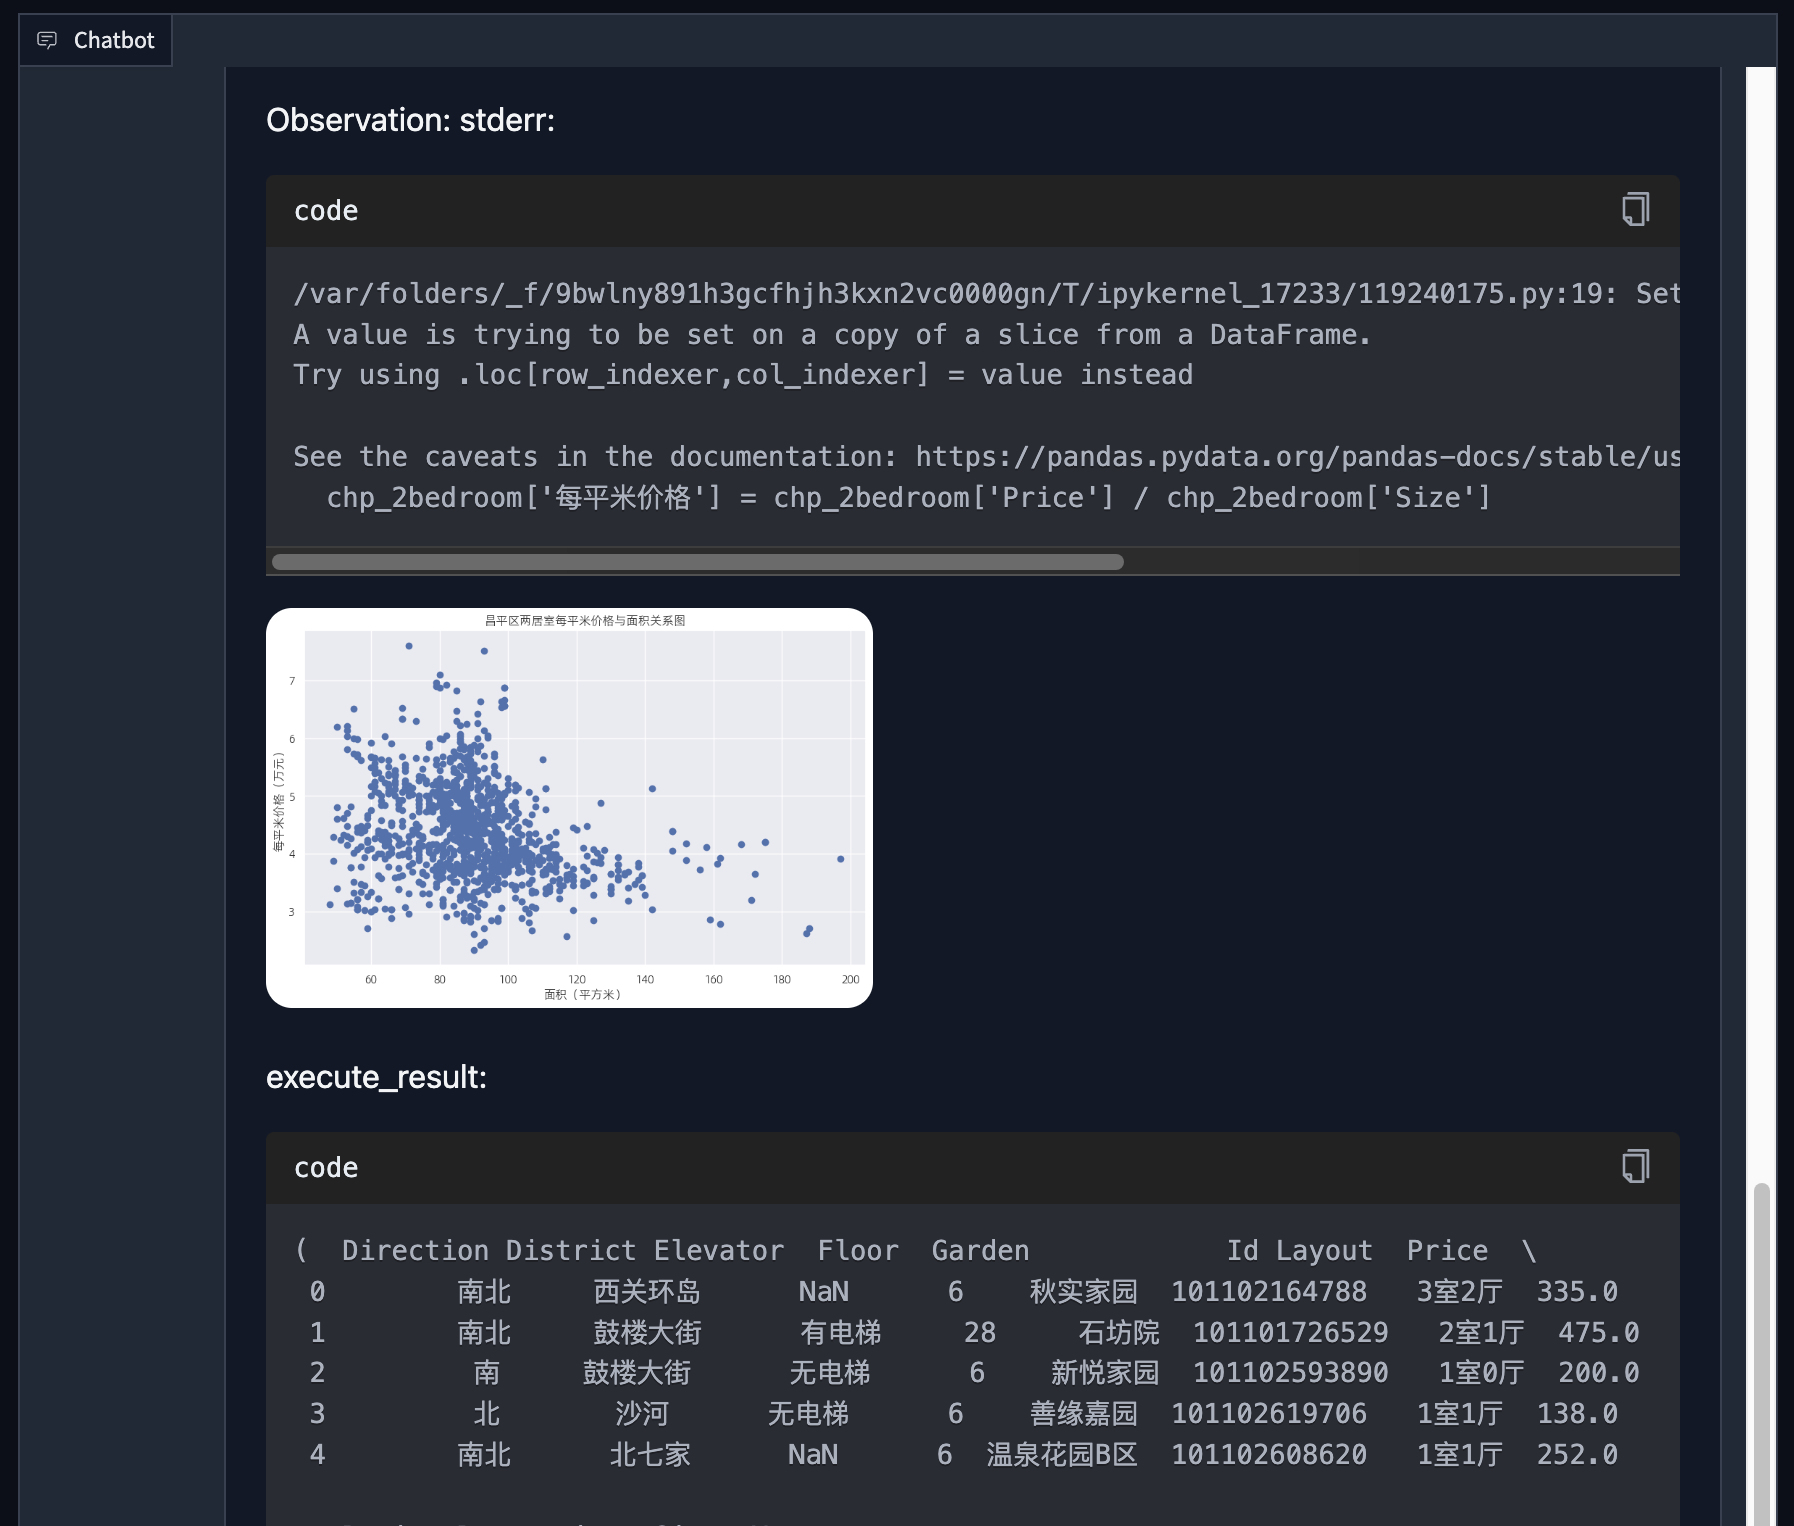 Chatbot
Observation: stderr:
code
/var/folders/_f/9bwlny891h3gcfhjh3kxn2vc0000gn/T/ipykernel_17233/119240175.py:19: Set
A value is trying to be set on a copy of a slice from a DataFrame.
Try using .loc[row_indexer,col_indexer] = value instead
See the caveats in the documentation: https://pandas.pydata.org/pandas-docs/stable/us
chp_2bedroom['每平米价格'] = chp_2bedroom['Price'] / chp_2bedroom['Size']
昌平区两居室每平米价格与面积关系图
7
6
5
4
3
每平米价格（万元）
60 80 100 120 140 160 180 200
面积（平方米）
execute_result:
code
( Direction District Elevator Floor Garden Id Layout Price \
0 南北 西关环岛 NaN 6 秋实家园 101102164788 3室2厅 335.0
1 南北 鼓楼大街 有电梯 28 石坊院 101101726529 2室1厅 475.0
2 南 鼓楼大街 无电梯 6 新悦家园 101102593890 1室0厅 200.0
3 北 沙河 无电梯 6 善缘嘉园 101102619706 1室1厅 138.0
4 南北 北七家 NaN 6 温泉花园B区 101102608620 1室1厅 252.0